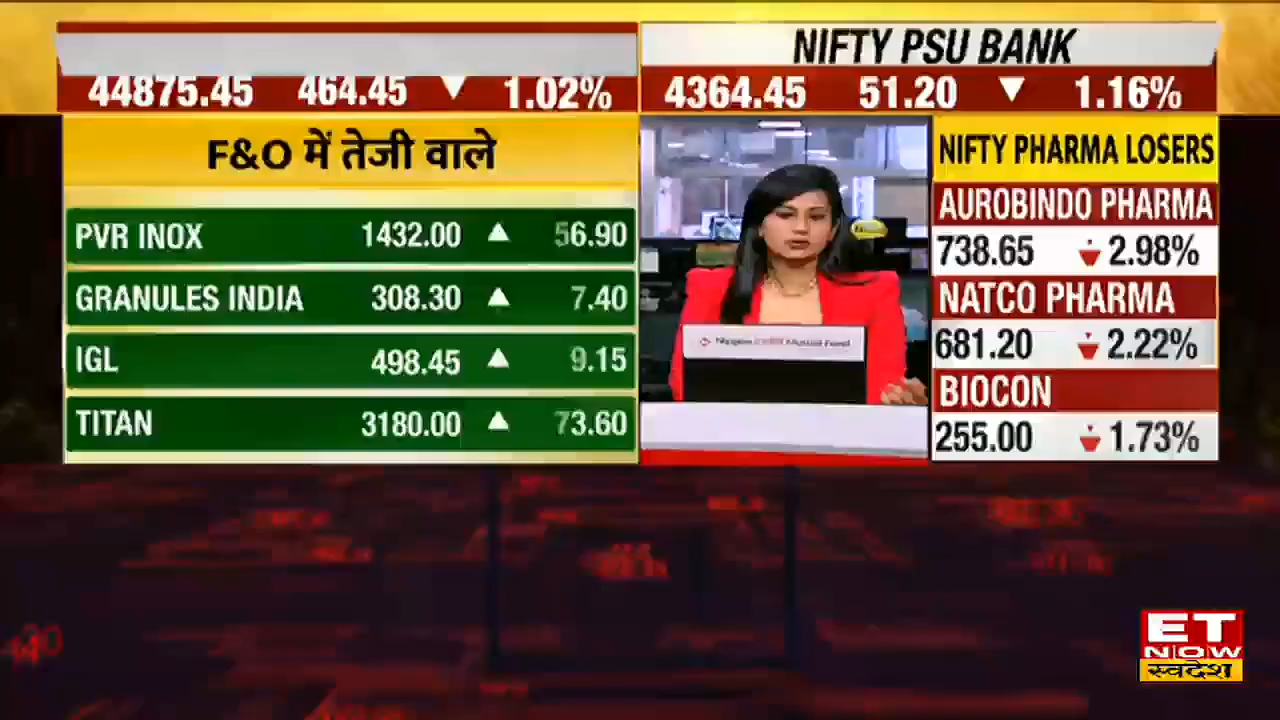 44875.45 464.45 ▼ 1.02%
NIFTY PSU BANK
4364.45 51.20 ▼ 1.16%
F&O में तेजी वाले
PVR INOX 1432.00 ▲ 56.90
GRANULES INDIA 308.30 ▲ 7.40
IGL 498.45 ▲ 9.15
TITAN 3180.00 ▲ 73.60
NIFTY PHARMA LOSERS
AUROBINDO PHARMA
738.65 2.98%
NATCO PHARMA
681.20 2.22%
BIOCON
255.00 1.73%
Mutual Fund
ET
NOW
स्वदेश